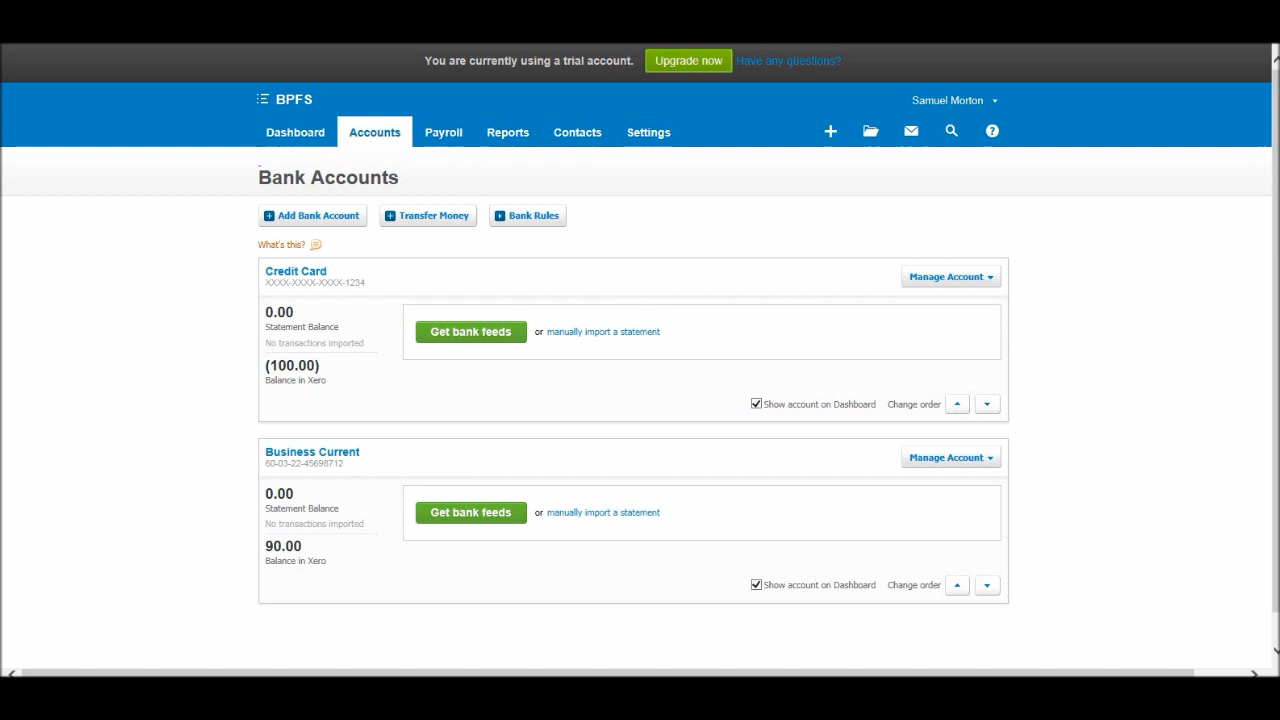 You are currently using a trial account. Upgrade now Have any questions?
BPFS Samuel Morton
Dashboard Accounts Payroll Reports Contacts Settings
Bank Accounts
Add Bank Account Transfer Money Bank Rules
What's this?
Credit Card Manage Account
XXXX-XXXX-XXXX-1234
0.00
Statement Balance
No transactions imported
Get bank feeds or manually import a statement
(100.00)
Balance in Xero
Show account on Dashboard Change order
Business Current Manage Account
60-03-22-45698712
0.00
Statement Balance
No transactions imported
Get bank feeds or manually import a statement
90.00
Balance in Xero
Show account on Dashboard Change order